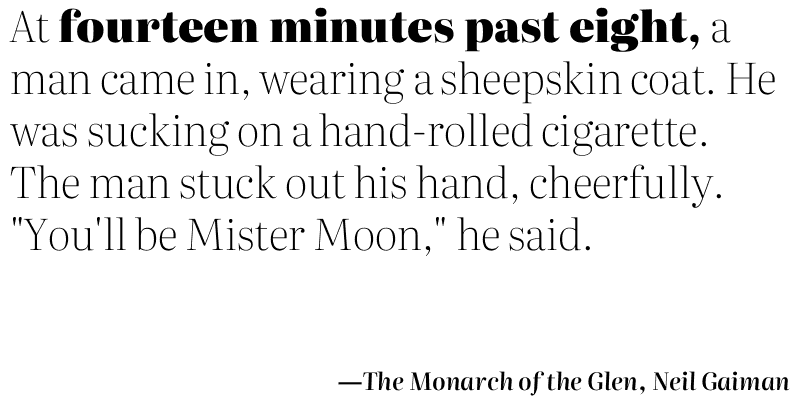 At fourteen minutes past eight, a
man came in, wearing a sheepskin coat. He
was sucking on a hand-rolled cigarette.
The man stuck out his hand, cheerfully.
"You'll be Mister Moon," he said.
—The Monarch of the Glen, Neil Gaiman